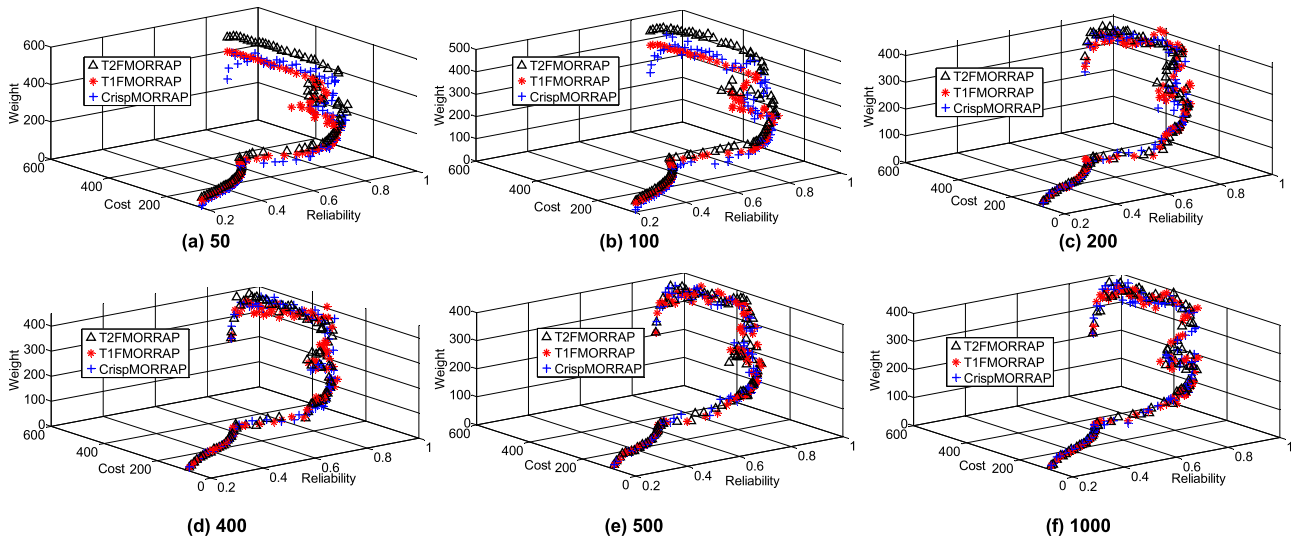 600
400
200
0
Weight
T2FMORRAP
T1FMORRAP
CrispMORRAP
600
400
200
Cost
0.2
0.4
0.6
0.8
1
Reliability
(a) 50
500
400
300
200
100
0
Weight
T2FMORRAP
T1FMORRAP
CrispMORRAP
600
400
200
Cost
0.2
0.4
0.6
0.8
1
Reliability
(b) 100
400
300
200
100
0
Weight
T2FMORRAP
T1FMORRAP
CrispMORRAP
600
400
200
0
Cost
0.2
0.4
0.6
0.8
1
Reliability
(c) 200
400
300
200
100
0
Weight
T2FMORRAP
T1FMORRAP
CrispMORRAP
600
400
200
0
Cost
0.2
0.4
0.6
0.8
1
Reliability
(d) 400
400
300
200
100
0
Weight
T2FMORRAP
T1FMORRAP
CrispMORRAP
600
400
200
0
Cost
0.2
0.4
0.6
0.8
1
Reliability
(e) 500
400
300
200
100
0
Weight
T2FMORRAP
T1FMORRAP
CrispMORRAP
600
400
200
0
Cost
0.2
0.4
0.6
0.8
1
Reliability
(f) 1000